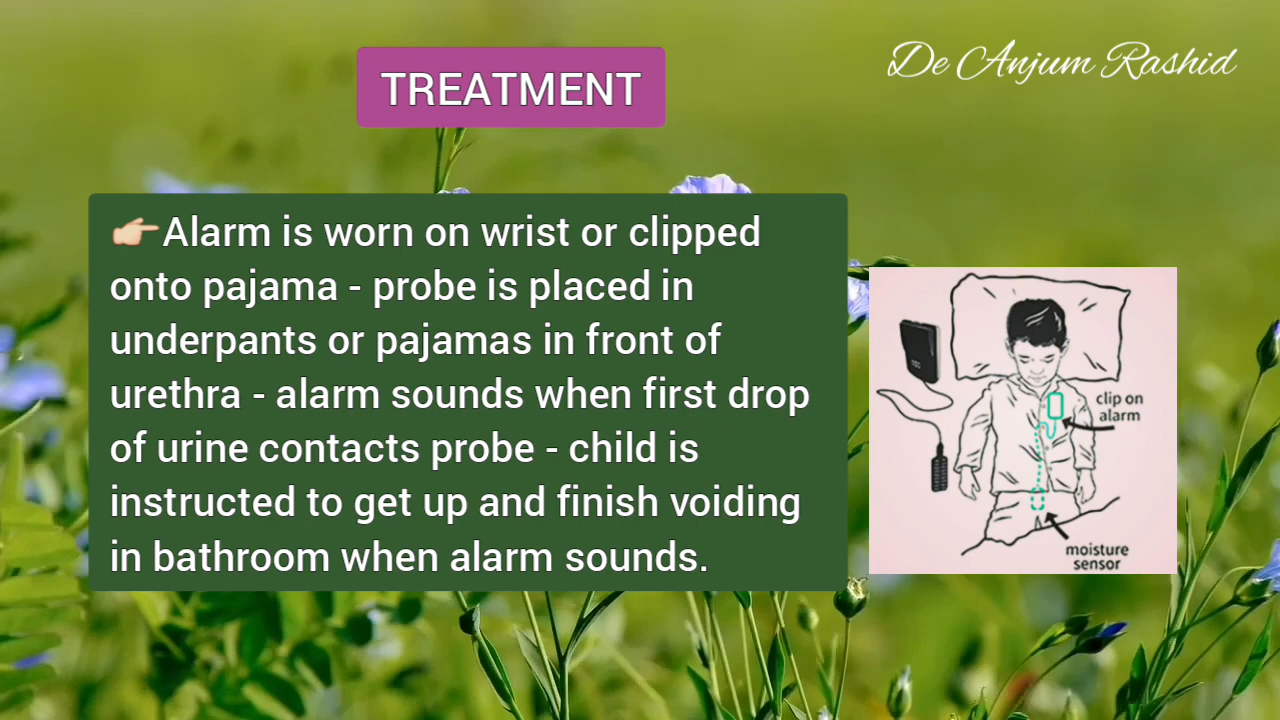 De Anjum Rashid
TREATMENT
👉🏻Alarm is worn on wrist or clipped
onto pajama - probe is placed in
underpants or pajamas in front of
urethra - alarm sounds when first drop
of urine contacts probe - child is
instructed to get up and finish voiding
in bathroom when alarm sounds.
clip on
alarm
moisture
sensor